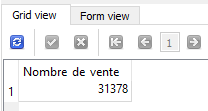 Grid view Form view
1
Nombre de vente
1 31378